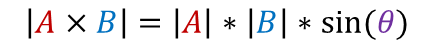 |A × B| = |A| * |B| * sin(θ)